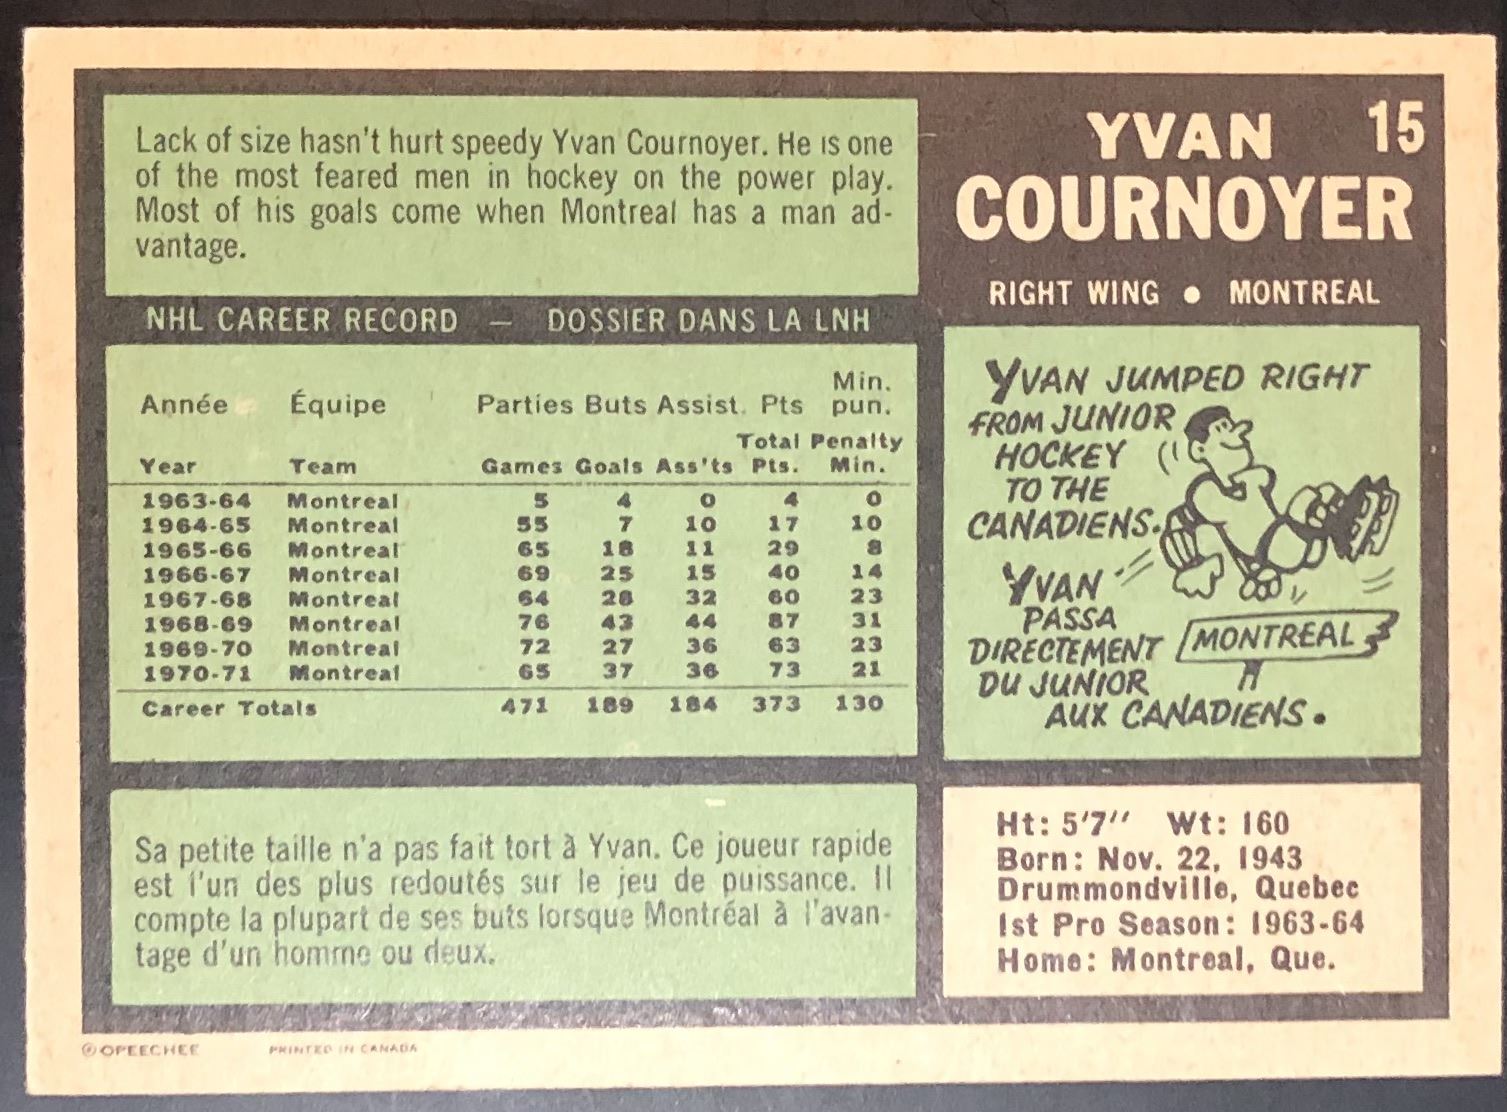 Lack of size hasn't hurt speedy Yvan Cournoyer. He is one
of the most feared men in hockey on the power play.
Most of his goals come when Montreal has a man ad-
vantage.
YVAN 15
COURNOYER
RIGHT WING • MONTREAL
NHL CAREER RECORD — DOSSIER DANS LA LNH
Min.
Année Équipe Parties Buts Assist. Pts pun.
Total Penalty
Year Team Games Goals Ass'ts Pts. Min.
1963-64 Montreal 5 4 0 4 0
1964-65 Montreal 55 7 10 17 10
1965-66 Montreal 65 18 11 29 8
1966-67 Montreal 69 25 15 40 14
1967-68 Montreal 64 28 32 60 23
1968-69 Montreal 76 43 44 87 31
1969-70 Montreal 72 27 36 63 23
1970-71 Montreal 65 37 36 73 21
Career Totals 471 189 184 373 130
YVAN JUMPED RIGHT
FROM JUNIOR
HOCKEY
TO THE
CANADIENS.
YVAN
PASSA
DIRECTEMENT
DU JUNIOR
AUX CANADIENS.
MONTREAL
Sa petite taille n'a pas fait tort à Yvan. Ce joueur rapide
est l'un des plus redoutés sur le jeu de puissance. Il
compte la plupart de ses buts lorsque Montréal à l'avan-
tage d'un homme ou deux.
Ht: 5'7" Wt: 160
Born: Nov. 22, 1943
Drummondville, Quebec
1st Pro Season: 1963-64
Home: Montreal, Que.
© OPEECHEE PRINTED IN CANADA